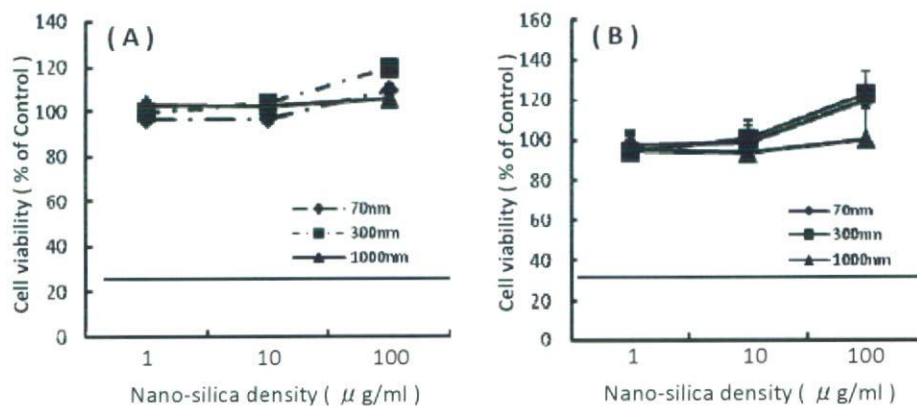 (A)
Cell viability ( % of Control)
140
120
100
80
60
40
20
0
70nm
300nm
1000nm
1
10
100
Nano-silica density ( μ g/ml )
(B)
Cell viability ( % of Control )
160
140
120
100
80
60
40
20
0
70nm
300nm
1000nm
1
10
100
Nano-silica density ( μ g/ml )